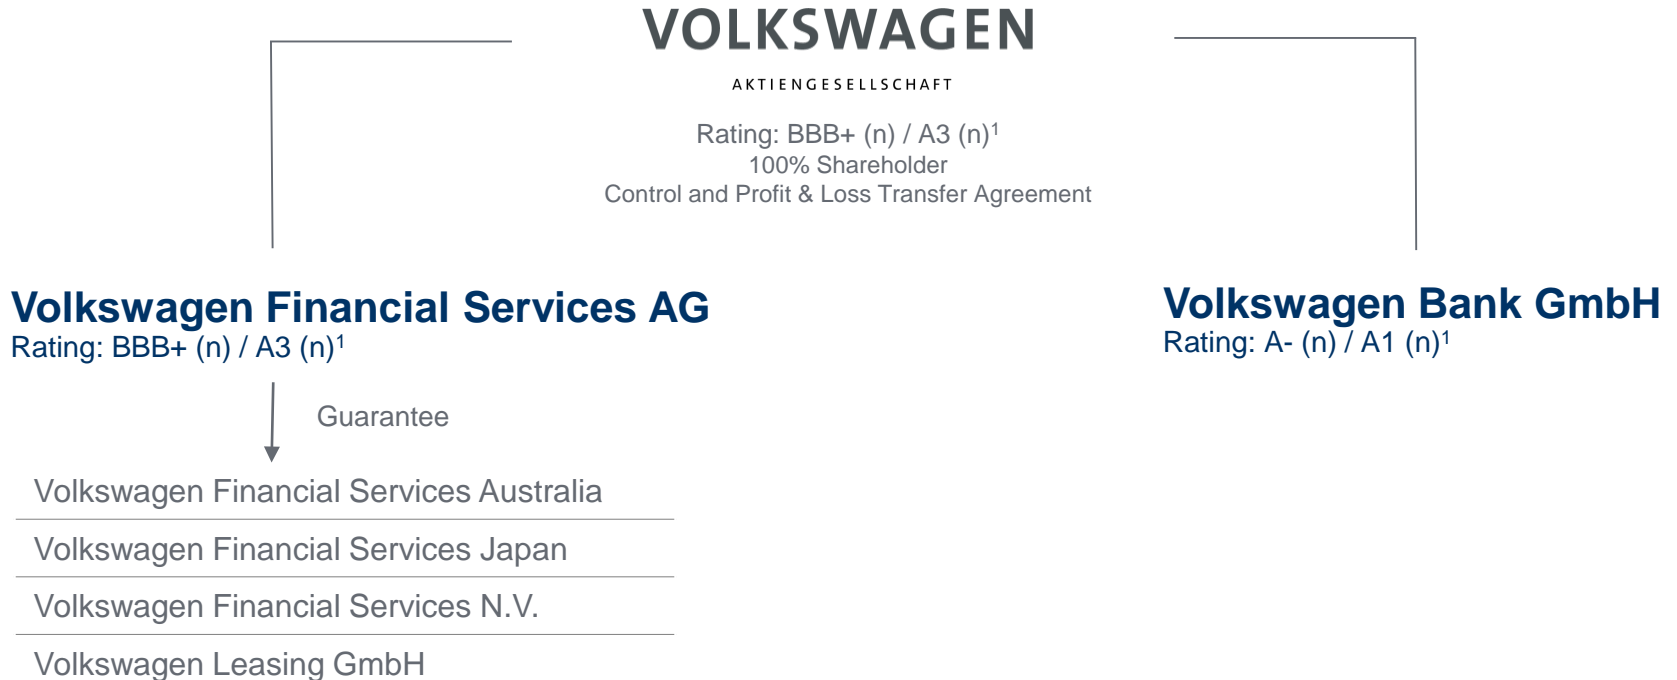 VOLKSWAGEN
AKTIENGESELLSCHAFT
Rating: BBB+ (n) / A3 (n)¹
100% Shareholder
Control and Profit & Loss Transfer Agreement
Volkswagen Financial Services AG
Rating: BBB+ (n) / A3 (n)¹
Volkswagen Bank GmbH
Rating: A- (n) / A1 (n)¹
Guarantee
Volkswagen Financial Services Australia
Volkswagen Financial Services Japan
Volkswagen Financial Services N.V.
Volkswagen Leasing GmbH